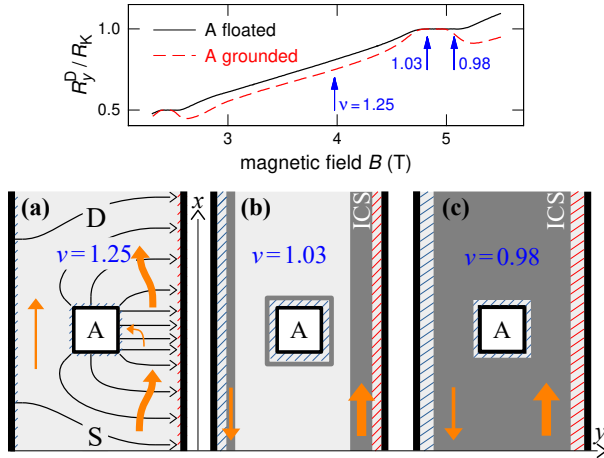 R_y^D / R_K
1.0
0.5
A floated
A grounded
1.03
0.98
ν = 1.25
3
4
5
magnetic field B (T)
(a)
D
x
ν = 1.25
A
S
(b)
ICS
ν = 1.03
A
(c)
ICS
ν = 0.98
A
y